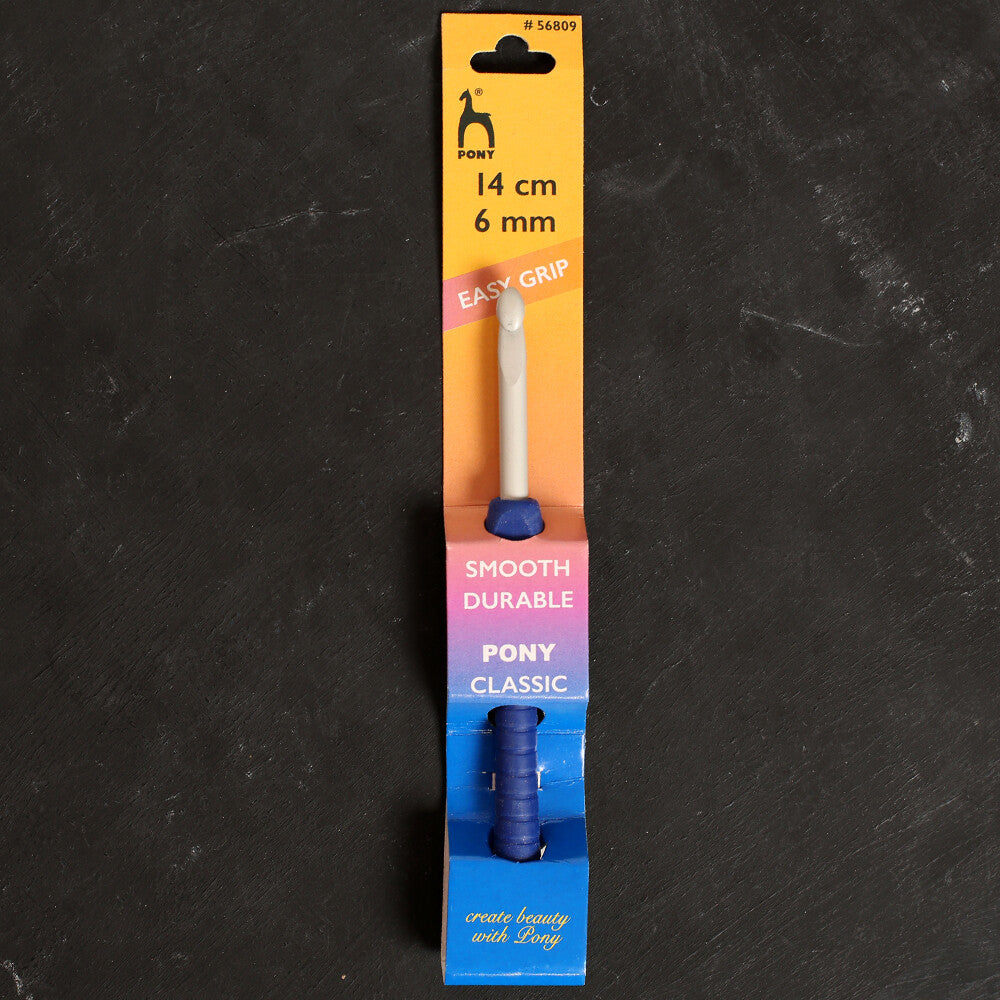 # 56809
®
PONY
14 cm
6 mm
EASY GRIP
SMOOTH
DURABLE
PONY
CLASSIC
create beauty
with Pony